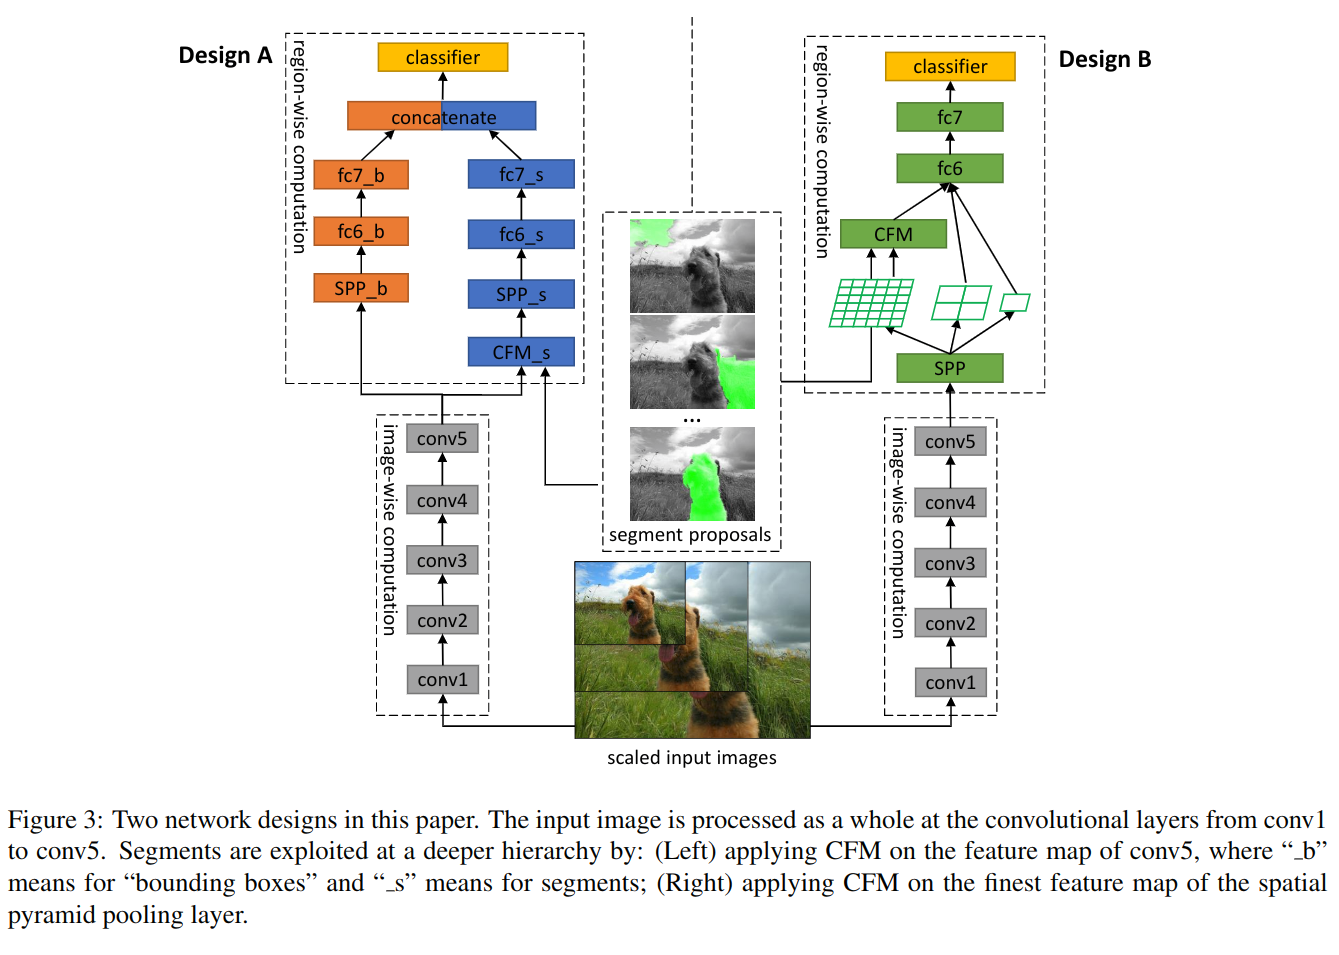 Design A
region-wise computation
classifier
concatenate
fc7_b
fc7_s
fc6_b
fc6_s
SPP_b
SPP_s
CFM_s
image-wise computation
conv5
conv4
conv3
conv2
conv1
...
segment proposals
scaled input images
Design B
region-wise computation
classifier
fc7
fc6
CFM
SPP
image-wise computation
conv5
conv4
conv3
conv2
conv1
Figure 3: Two network designs in this paper. The input image is processed as a whole at the convolutional layers from conv1
to conv5. Segments are exploited at a deeper hierarchy by: (Left) applying CFM on the feature map of conv5, where “_b”
means for “bounding boxes” and “_s” means for segments; (Right) applying CFM on the finest feature map of the spatial
pyramid pooling layer.